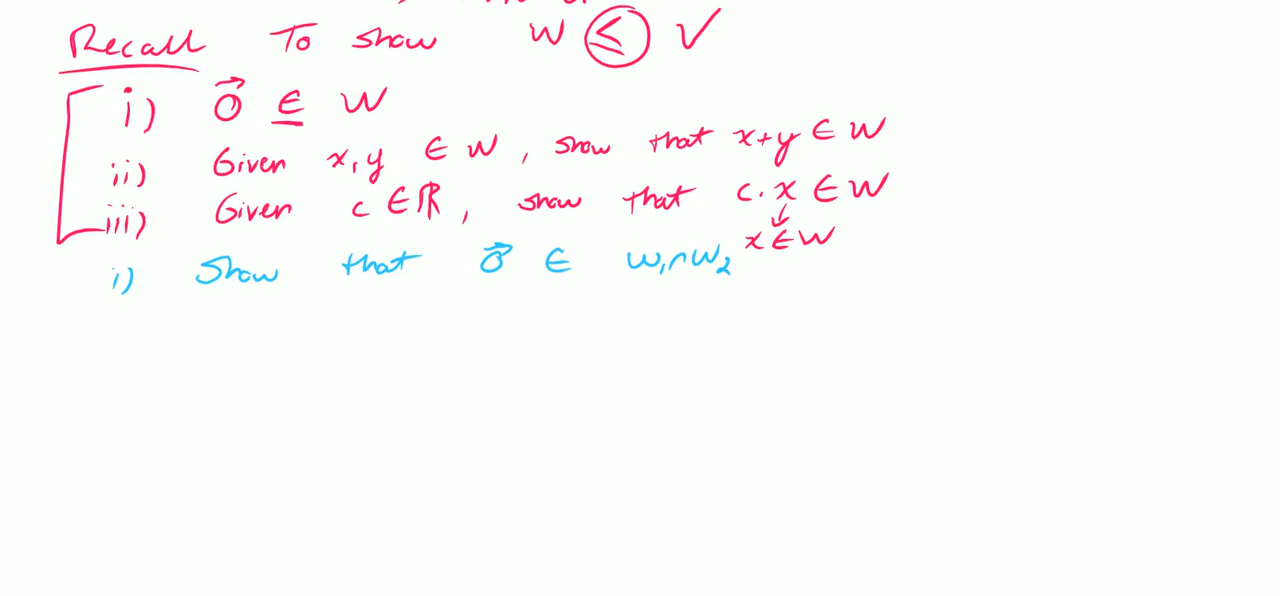 Recall To show W ≤ V
i) 0⃗ ∈ W
ii) Given x, y ∈ W, show that x+y ∈ W
iii) Given c ∈ ℝ, show that c·x ∈ W
x ∈ W
i) Show that 0⃗ ∈ W₁∩W₂